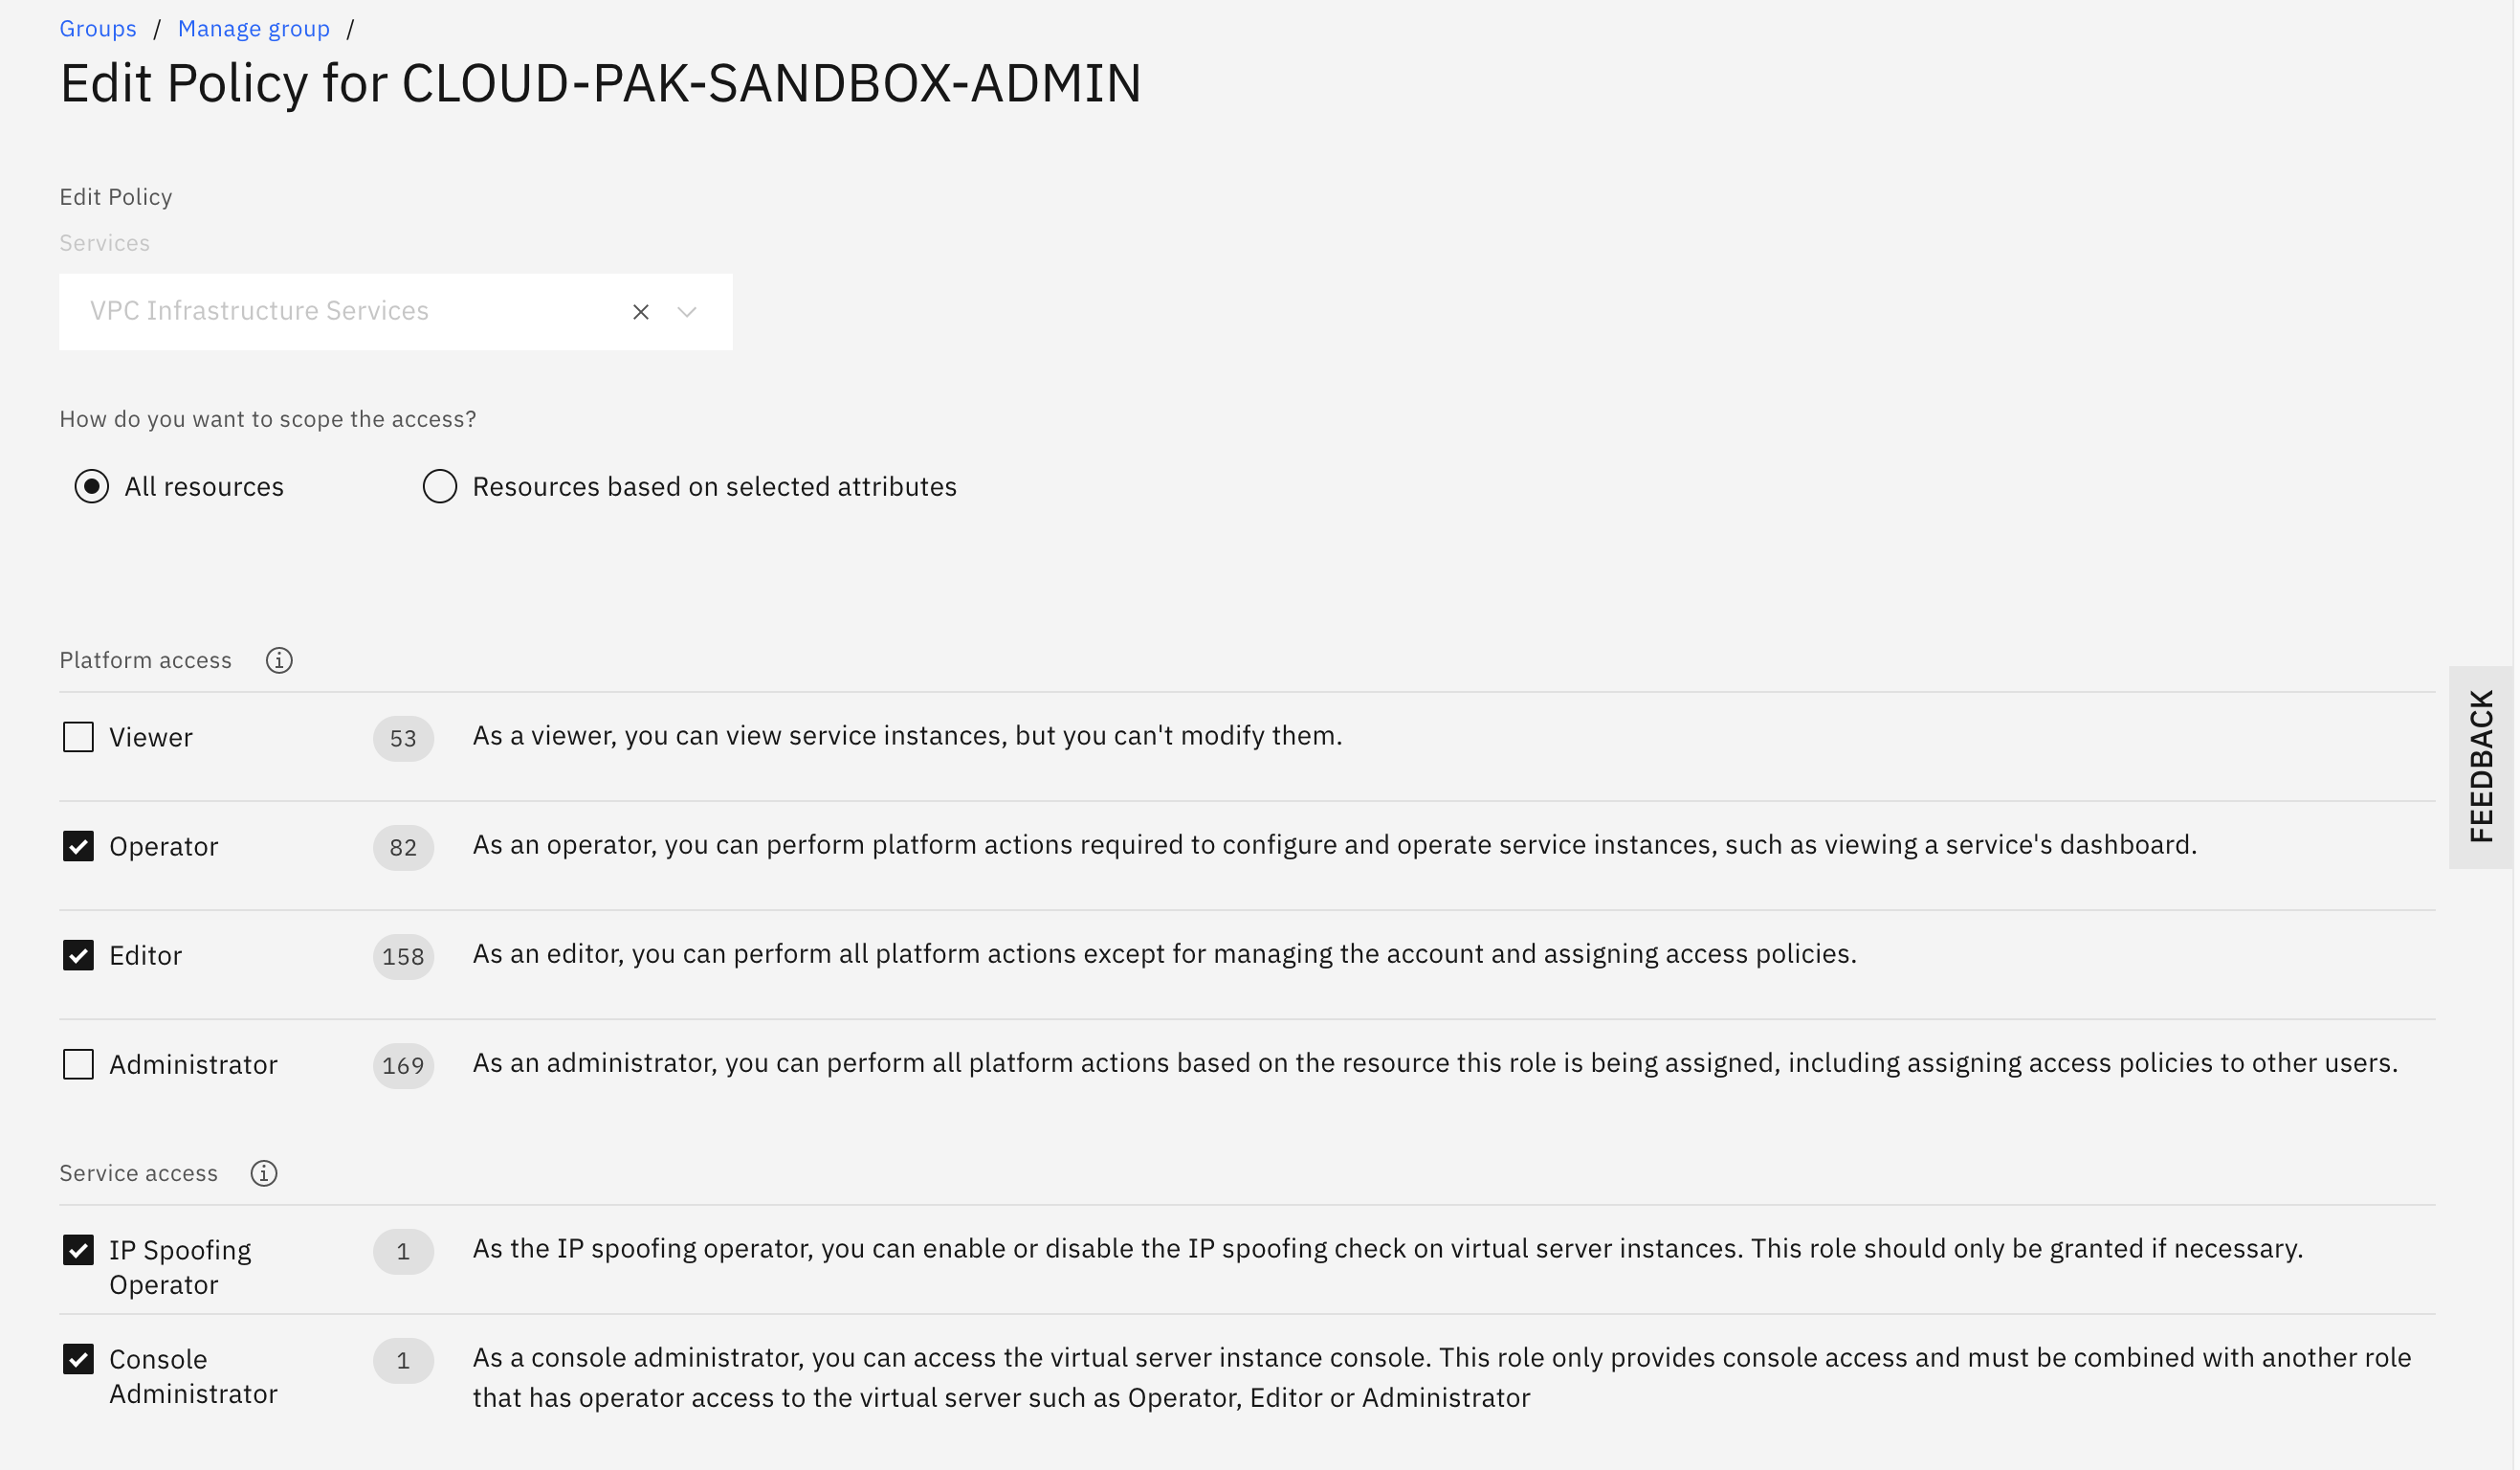 Groups / Manage group /
Edit Policy for CLOUD-PAK-SANDBOX-ADMIN
Edit Policy
Services
VPC Infrastructure Services
How do you want to scope the access?
All resources
Resources based on selected attributes
Platform access
Viewer 53 As a viewer, you can view service instances, but you can't modify them.
Operator 82 As an operator, you can perform platform actions required to configure and operate service instances, such as viewing a service's dashboard.
Editor 158 As an editor, you can perform all platform actions except for managing the account and assigning access policies.
Administrator 169 As an administrator, you can perform all platform actions based on the resource this role is being assigned, including assigning access policies to other users.
Service access
IP Spoofing
Operator
1
As the IP spoofing operator, you can enable or disable the IP spoofing check on virtual server instances. This role should only be granted if necessary.
Console
Administrator
1
As a console administrator, you can access the virtual server instance console. This role only provides console access and must be combined with another role
that has operator access to the virtual server such as Operator, Editor or Administrator
FEEDBACK